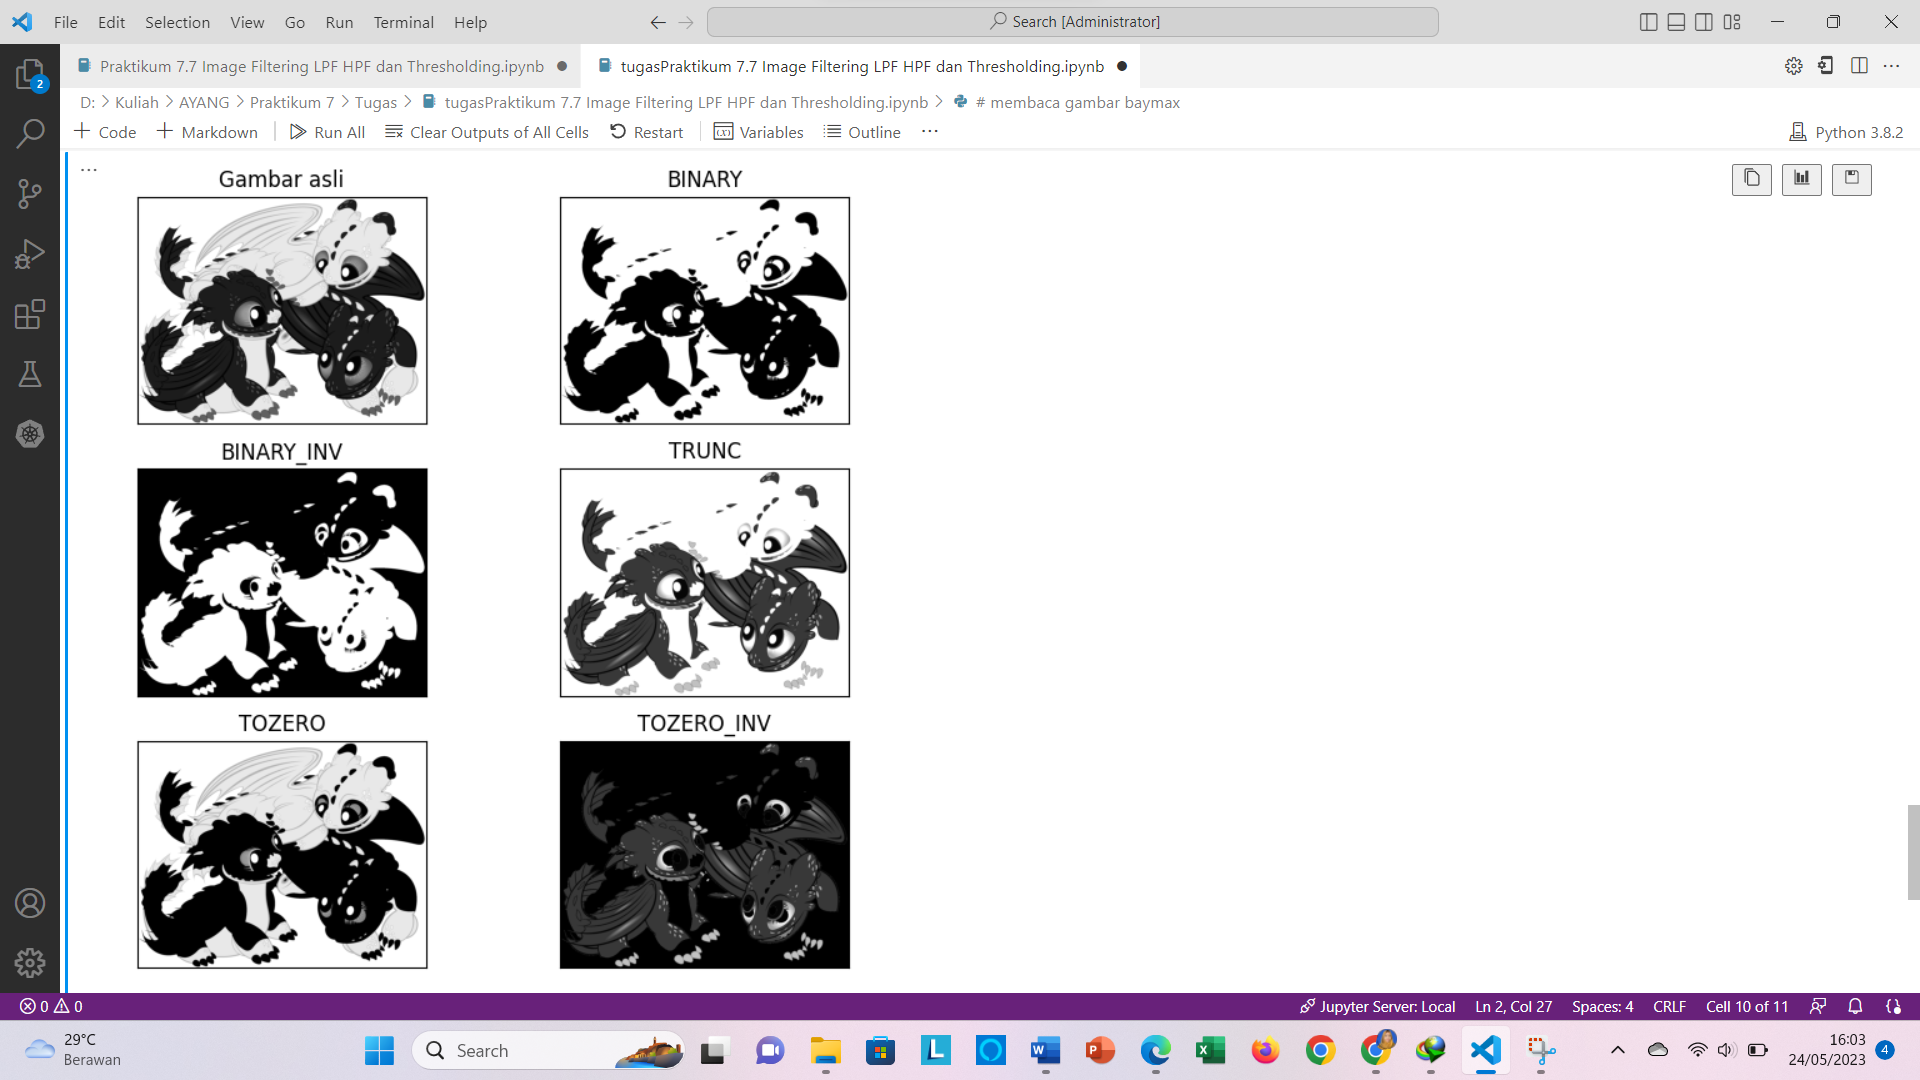 File Edit Selection View Go Run Terminal Help
Search [Administrator]
Praktikum 7.7 Image Filtering LPF HPF dan Thresholding.ipynb
tugasPraktikum 7.7 Image Filtering LPF HPF dan Thresholding.ipynb
2
D: > Kuliah > AYANG > Praktikum 7 > Tugas > tugasPraktikum 7.7 Image Filtering LPF HPF dan Thresholding.ipynb > # membaca gambar baymax
+ Code + Markdown Run All Clear Outputs of All Cells Restart Variables Outline ...
Python 3.8.2
...
Gambar asli
BINARY
BINARY_INV
TRUNC
TOZERO
TOZERO_INV
0 0
Jupyter Server: Local Ln 2, Col 27 Spaces: 4 CRLF Cell 10 of 11
29°C
Berawan
Search
16:03
24/05/2023
4